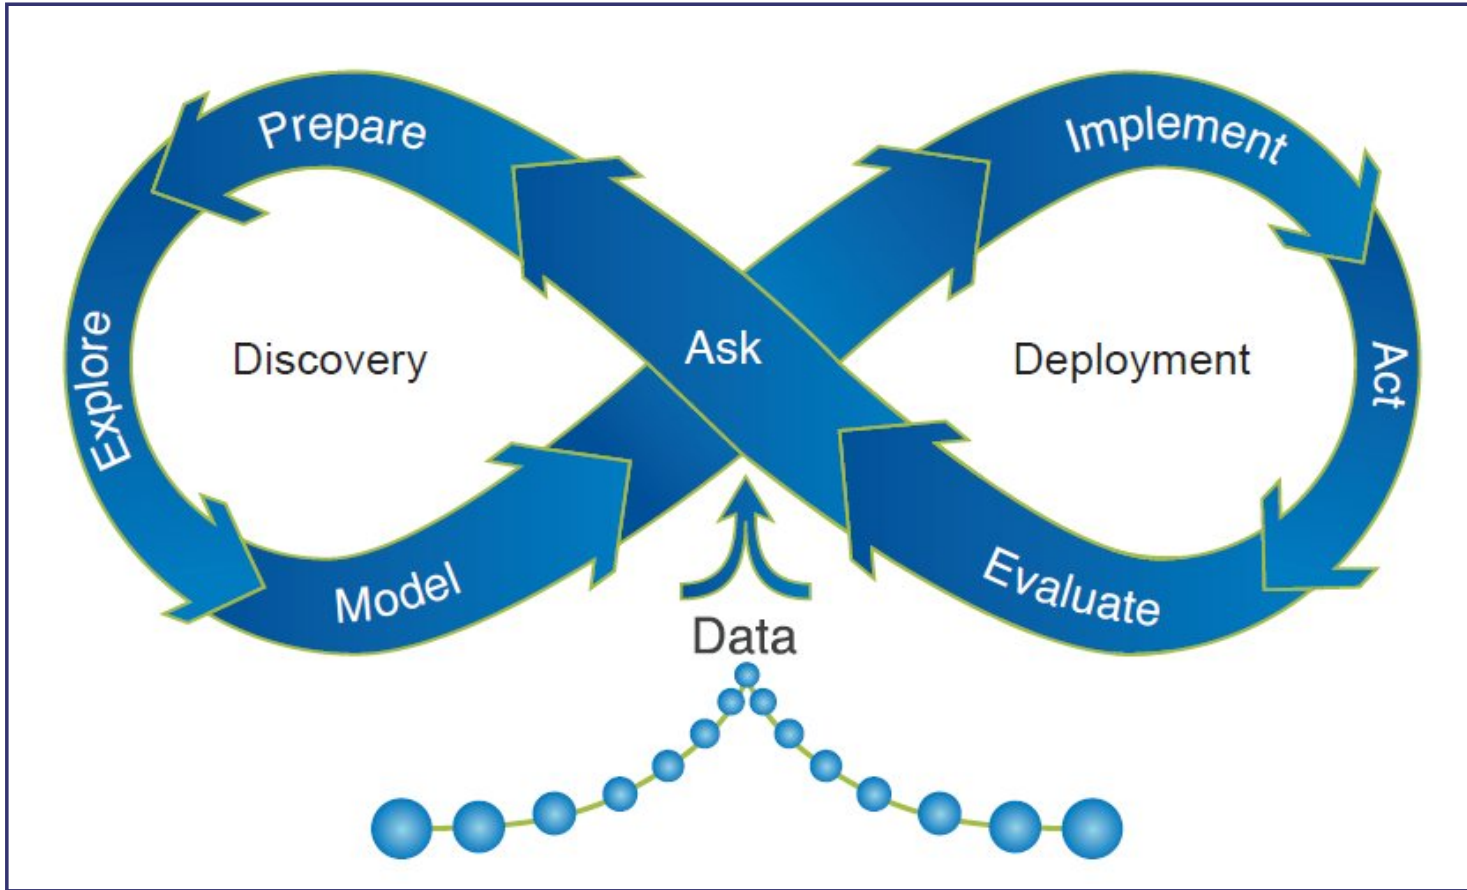 Prepare
Implement
Explore
Discovery
Ask
Deployment
Act
Model
Evaluate
Data